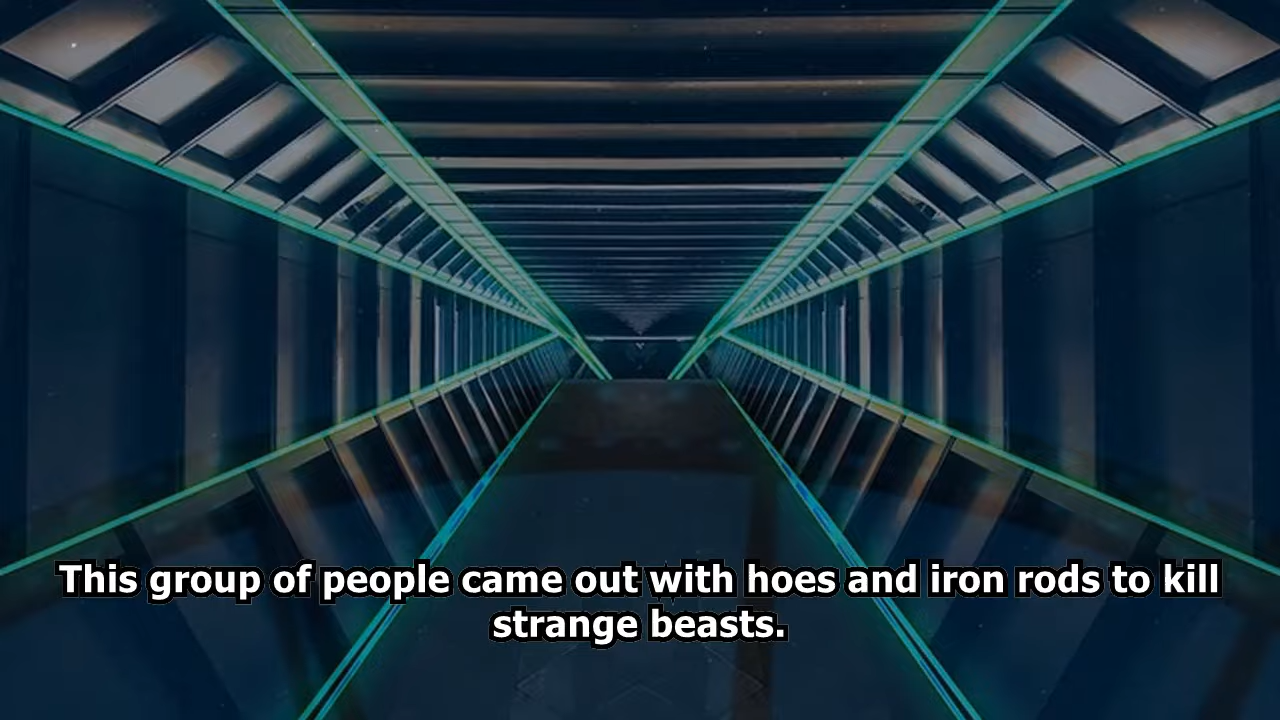 This group of people came out with hoes and iron rods to kill
strange beasts.